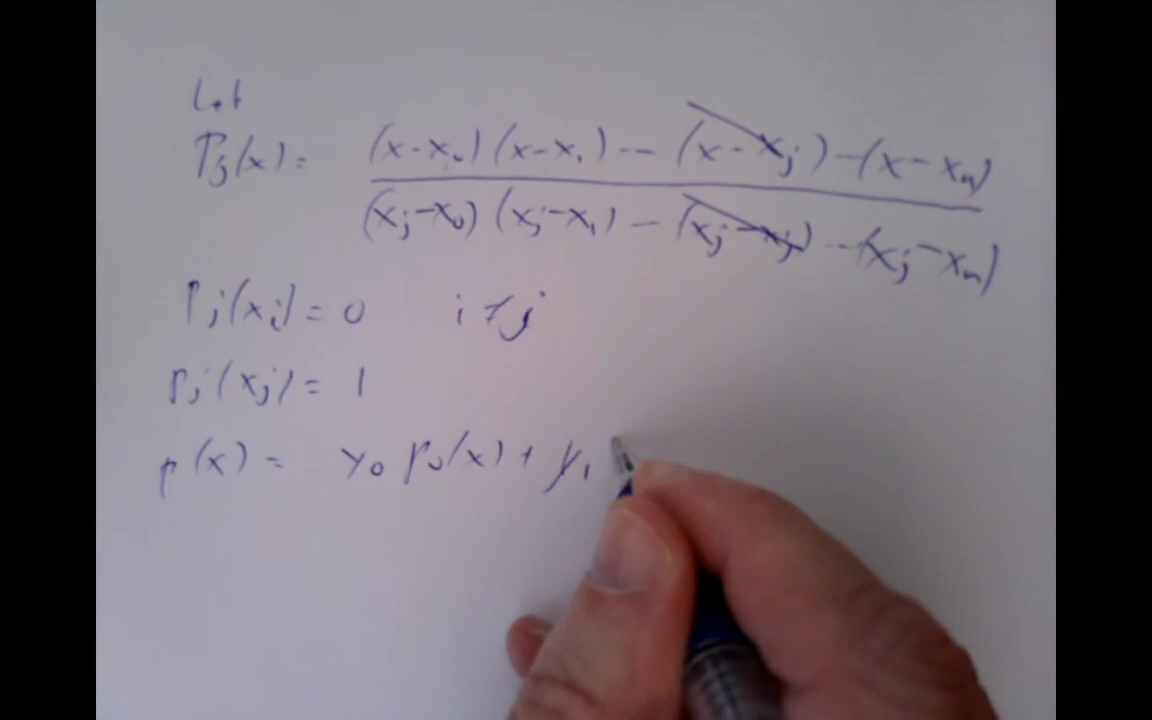 Let
Pj(x) = (x-x0)(x-x1) -- (x-xj) -(x-xn)
(xj-x0)(xj-x1) - (xj-xj) --(xj-xn)
Pj(xi) = 0 i ≠ j
Pj(xj) = 1
p(x) = y0 p0(x) + y1